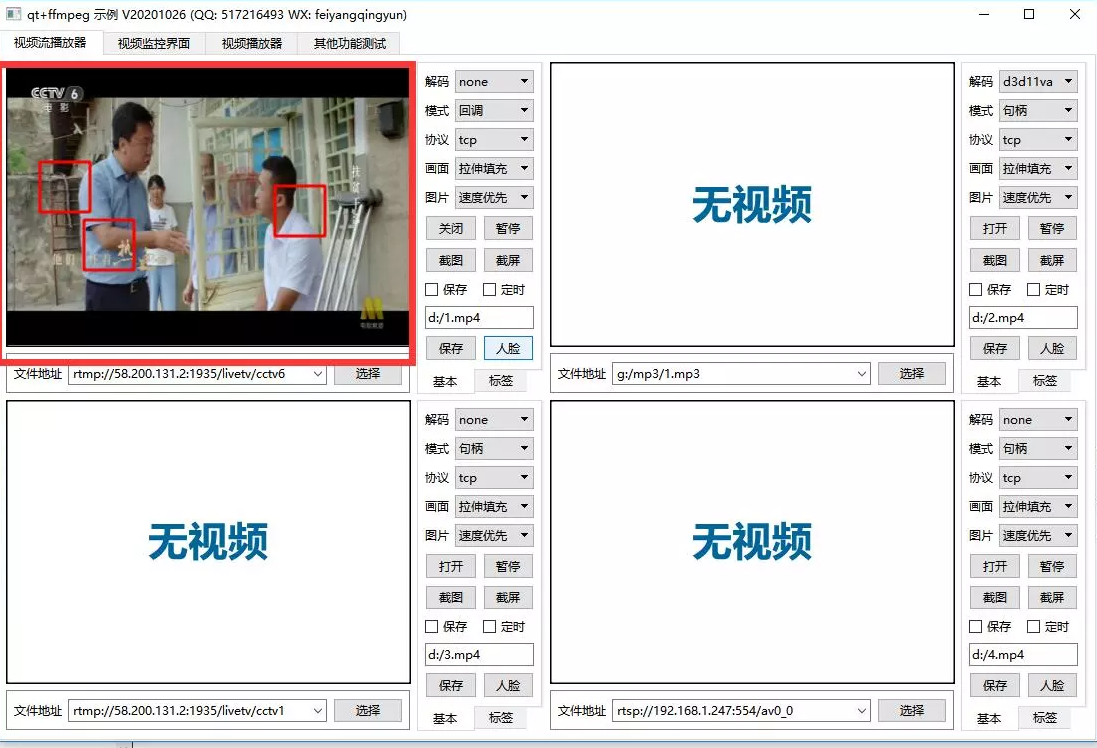 qt+ffmpeg 示例 V20201026 (QQ: 517216493 WX: feiyangqingyun)
视频流播放器 视频监控界面 视频播放器 其他功能测试
CCTV 6
电影
他们
执
解码 none
模式 回调
协议 tcp
画面 拉伸填充
图片 速度优先
关闭 暂停
截图 截屏
保存 定时
d:/1.mp4
保存 人脸
基本 标签
文件地址 rtmp://58.200.131.2:1935/livetv/cctv6 选择
无视频
解码 d3d11va
模式 句柄
协议 tcp
画面 拉伸填充
图片 速度优先
打开 暂停
截图 截屏
保存 定时
d:/2.mp4
保存 人脸
基本 标签
文件地址 g:/mp3/1.mp3 选择
无视频
解码 none
模式 句柄
协议 tcp
画面 拉伸填充
图片 速度优先
打开 暂停
截图 截屏
保存 定时
d:/3.mp4
保存 人脸
基本 标签
文件地址 rtmp://58.200.131.2:1935/livetv/cctv1 选择
无视频
解码 none
模式 句柄
协议 tcp
画面 拉伸填充
图片 速度优先
打开 暂停
截图 截屏
保存 定时
d:/4.mp4
保存 人脸
基本 标签
文件地址 rtsp://192.168.1.247:554/av0_0 选择